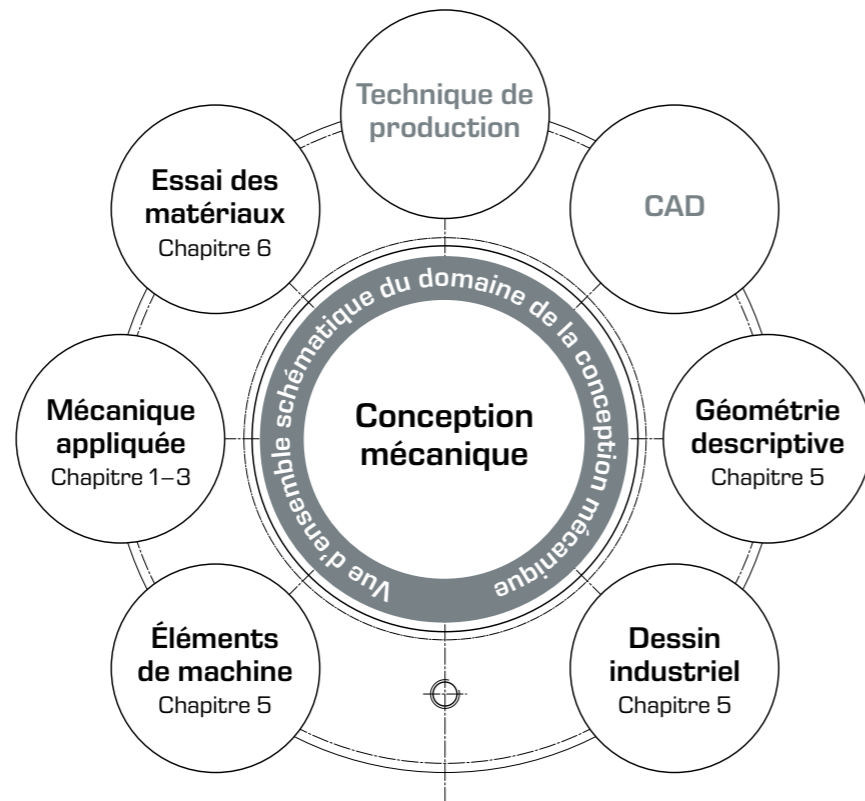 Technique de
production
Essai des
matériaux
Chapitre 6
CAD
Vue d'ensemble schématique du domaine de la conception mécanique
Mécanique
appliquée
Chapitre 1–3
Conception
mécanique
Géométrie
descriptive
Chapitre 5
Éléments
de machine
Chapitre 5
Dessin
industriel
Chapitre 5